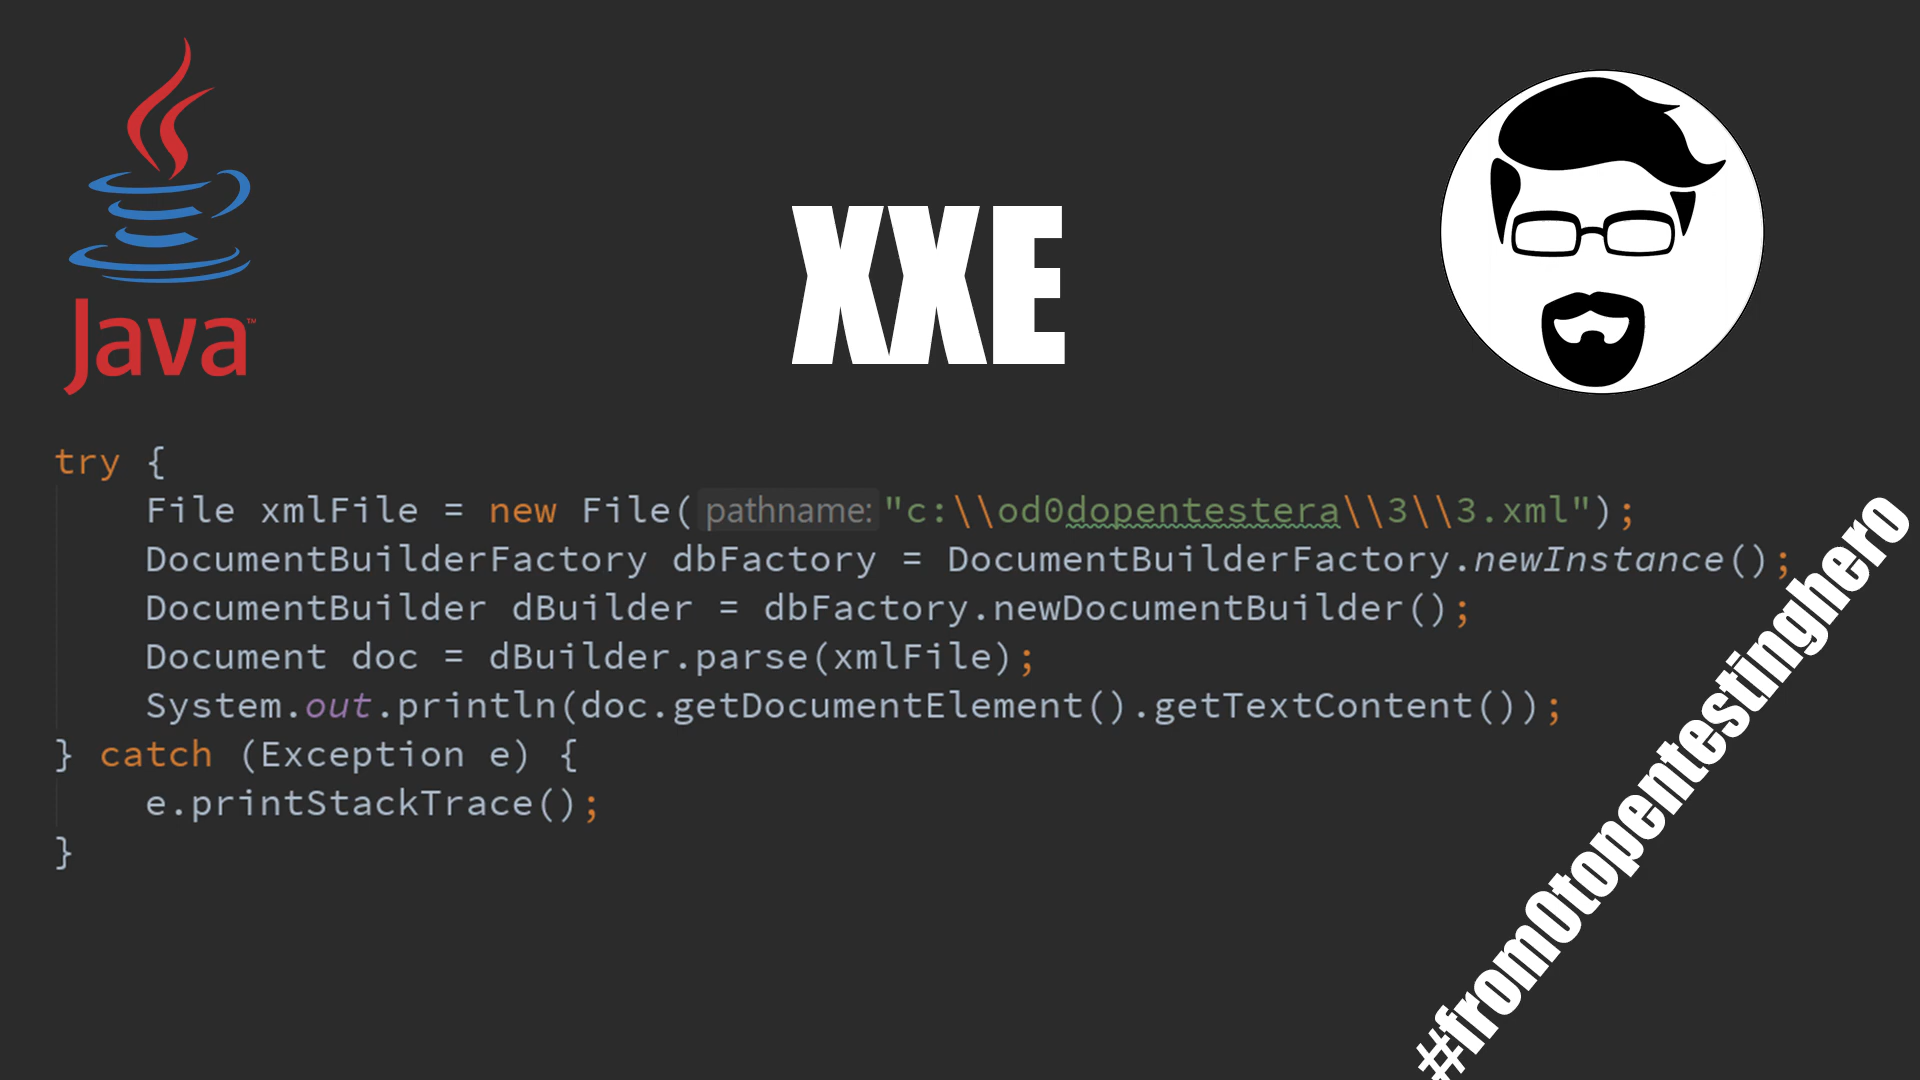 Java™
XXE
try {
File xmlFile = new File( pathname: "c:\\od0dopentestera\\3\\3.xml");
DocumentBuilderFactory dbFactory = DocumentBuilderFactory.newInstance();
DocumentBuilder dBuilder = dbFactory.newDocumentBuilder();
Document doc = dBuilder.parse(xmlFile);
System.out.println(doc.getDocumentElement().getTextContent());
} catch (Exception e) {
e.printStackTrace();
}
#from0topentestinghero